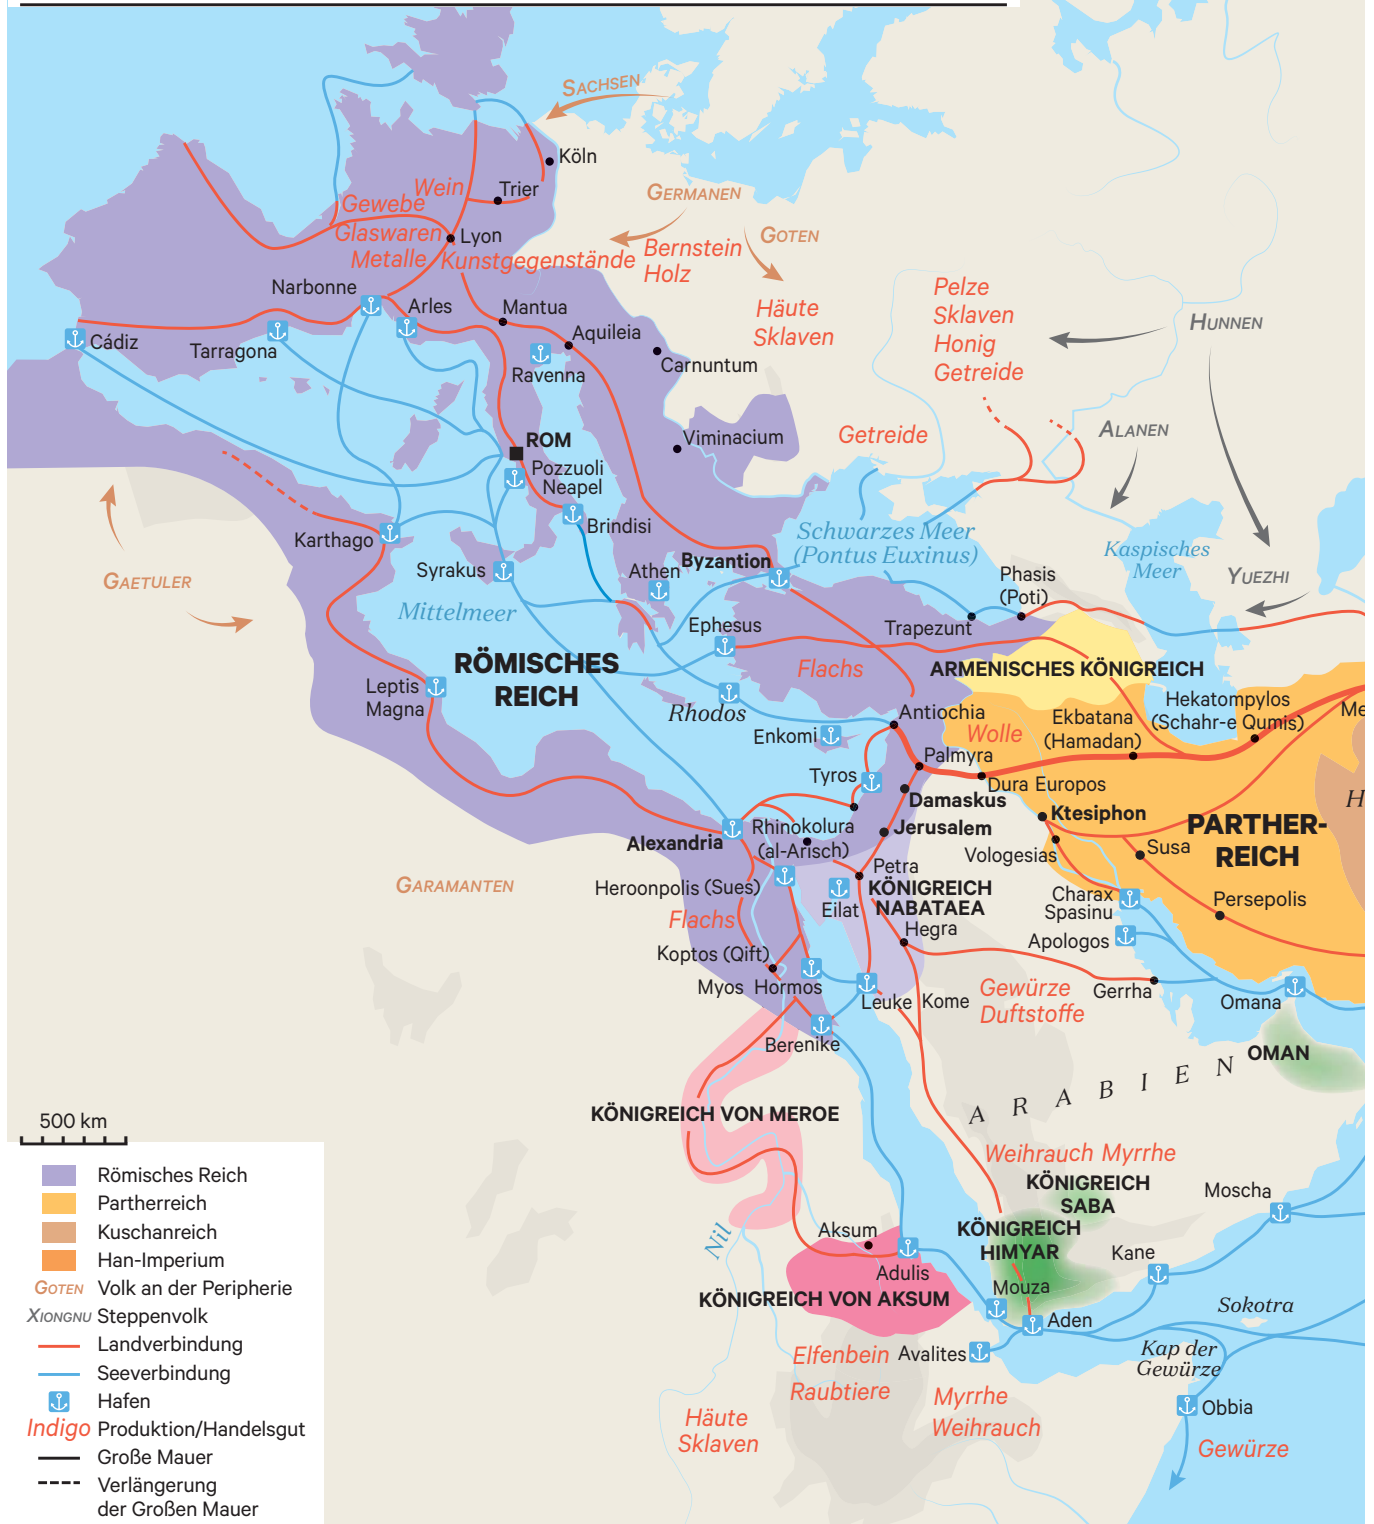 SACHSEN
Köln
GERMANEN
Wein
Trier
Gewebe
GOTEN
Glaswaren
Lyon
Bernstein
Holz
Metalle
Kunstgegenstände
Narbonne
Arles
Mantua
Häute
Sklaven
Pelze
Sklaven
Honig
Getreide
HUNNEN
Cádiz
Tarragona
Aquileia
Ravenna
Carnuntum
ROM
Viminacium
Getreide
ALANEN
Pozzuoli
Neapel
Brindisi
Karthago
Schwarzes Meer
(Pontus Euxinus)
Kaspisches
Meer
Syrakus
Athen
Byzantion
Phasis
(Poti)
YUEZHI
GAETULER
Mittelmeer
Ephesus
Trapezunt
RÖMISCHES
REICH
Flachs
ARMENISCHES KÖNIGREICH
Leptis
Magna
Rhodos
Antiochia
Hekatompylos
(Schahr-e Qumis)
Me
Enkomi
Wolle
Ekbatana
(Hamadan)
Palmyra
Tyros
Dura Europos
H
Damaskus
Alexandria
Rhinokolura
(al-Arisch)
Jerusalem
Ktesiphon
PARTHER-
REICH
Vologesias
Susa
Petra
GARAMANTEN
Heroonpolis (Sues)
Eilat
KÖNIGREICH
NABATAEA
Charax
Spasinu
Persepolis
Flachs
Hegra
Apologos
Koptos (Qift)
Myos Hormos
Leuke Kome
Gewürze
Duftstoffe
Gerrha
Omana
Berenike
OMAN
ARABIEN
500 km
KÖNIGREICH VON MEROE
Weihrauch Myrrhe
KÖNIGREICH
SABA
Moscha
Nil
Aksum
KÖNIGREICH
HIMYAR
Kane
Adulis
Mouza
KÖNIGREICH VON AKSUM
Aden
Sokotra
Elfenbein
Avalites
Kap der
Gewürze
Raubtiere
Myrrhe
Weihrauch
Obbia
Häute
Sklaven
Gewürze
Römisches Reich
Partherreich
Kuschanreich
Han-Imperium
GOTEN Volk an der Peripherie
XIONGNU Steppenvolk
Landverbindung
Seeverbindung
Hafen
Indigo Produktion/Handelsgut
Große Mauer
Verlängerung
der Großen Mauer